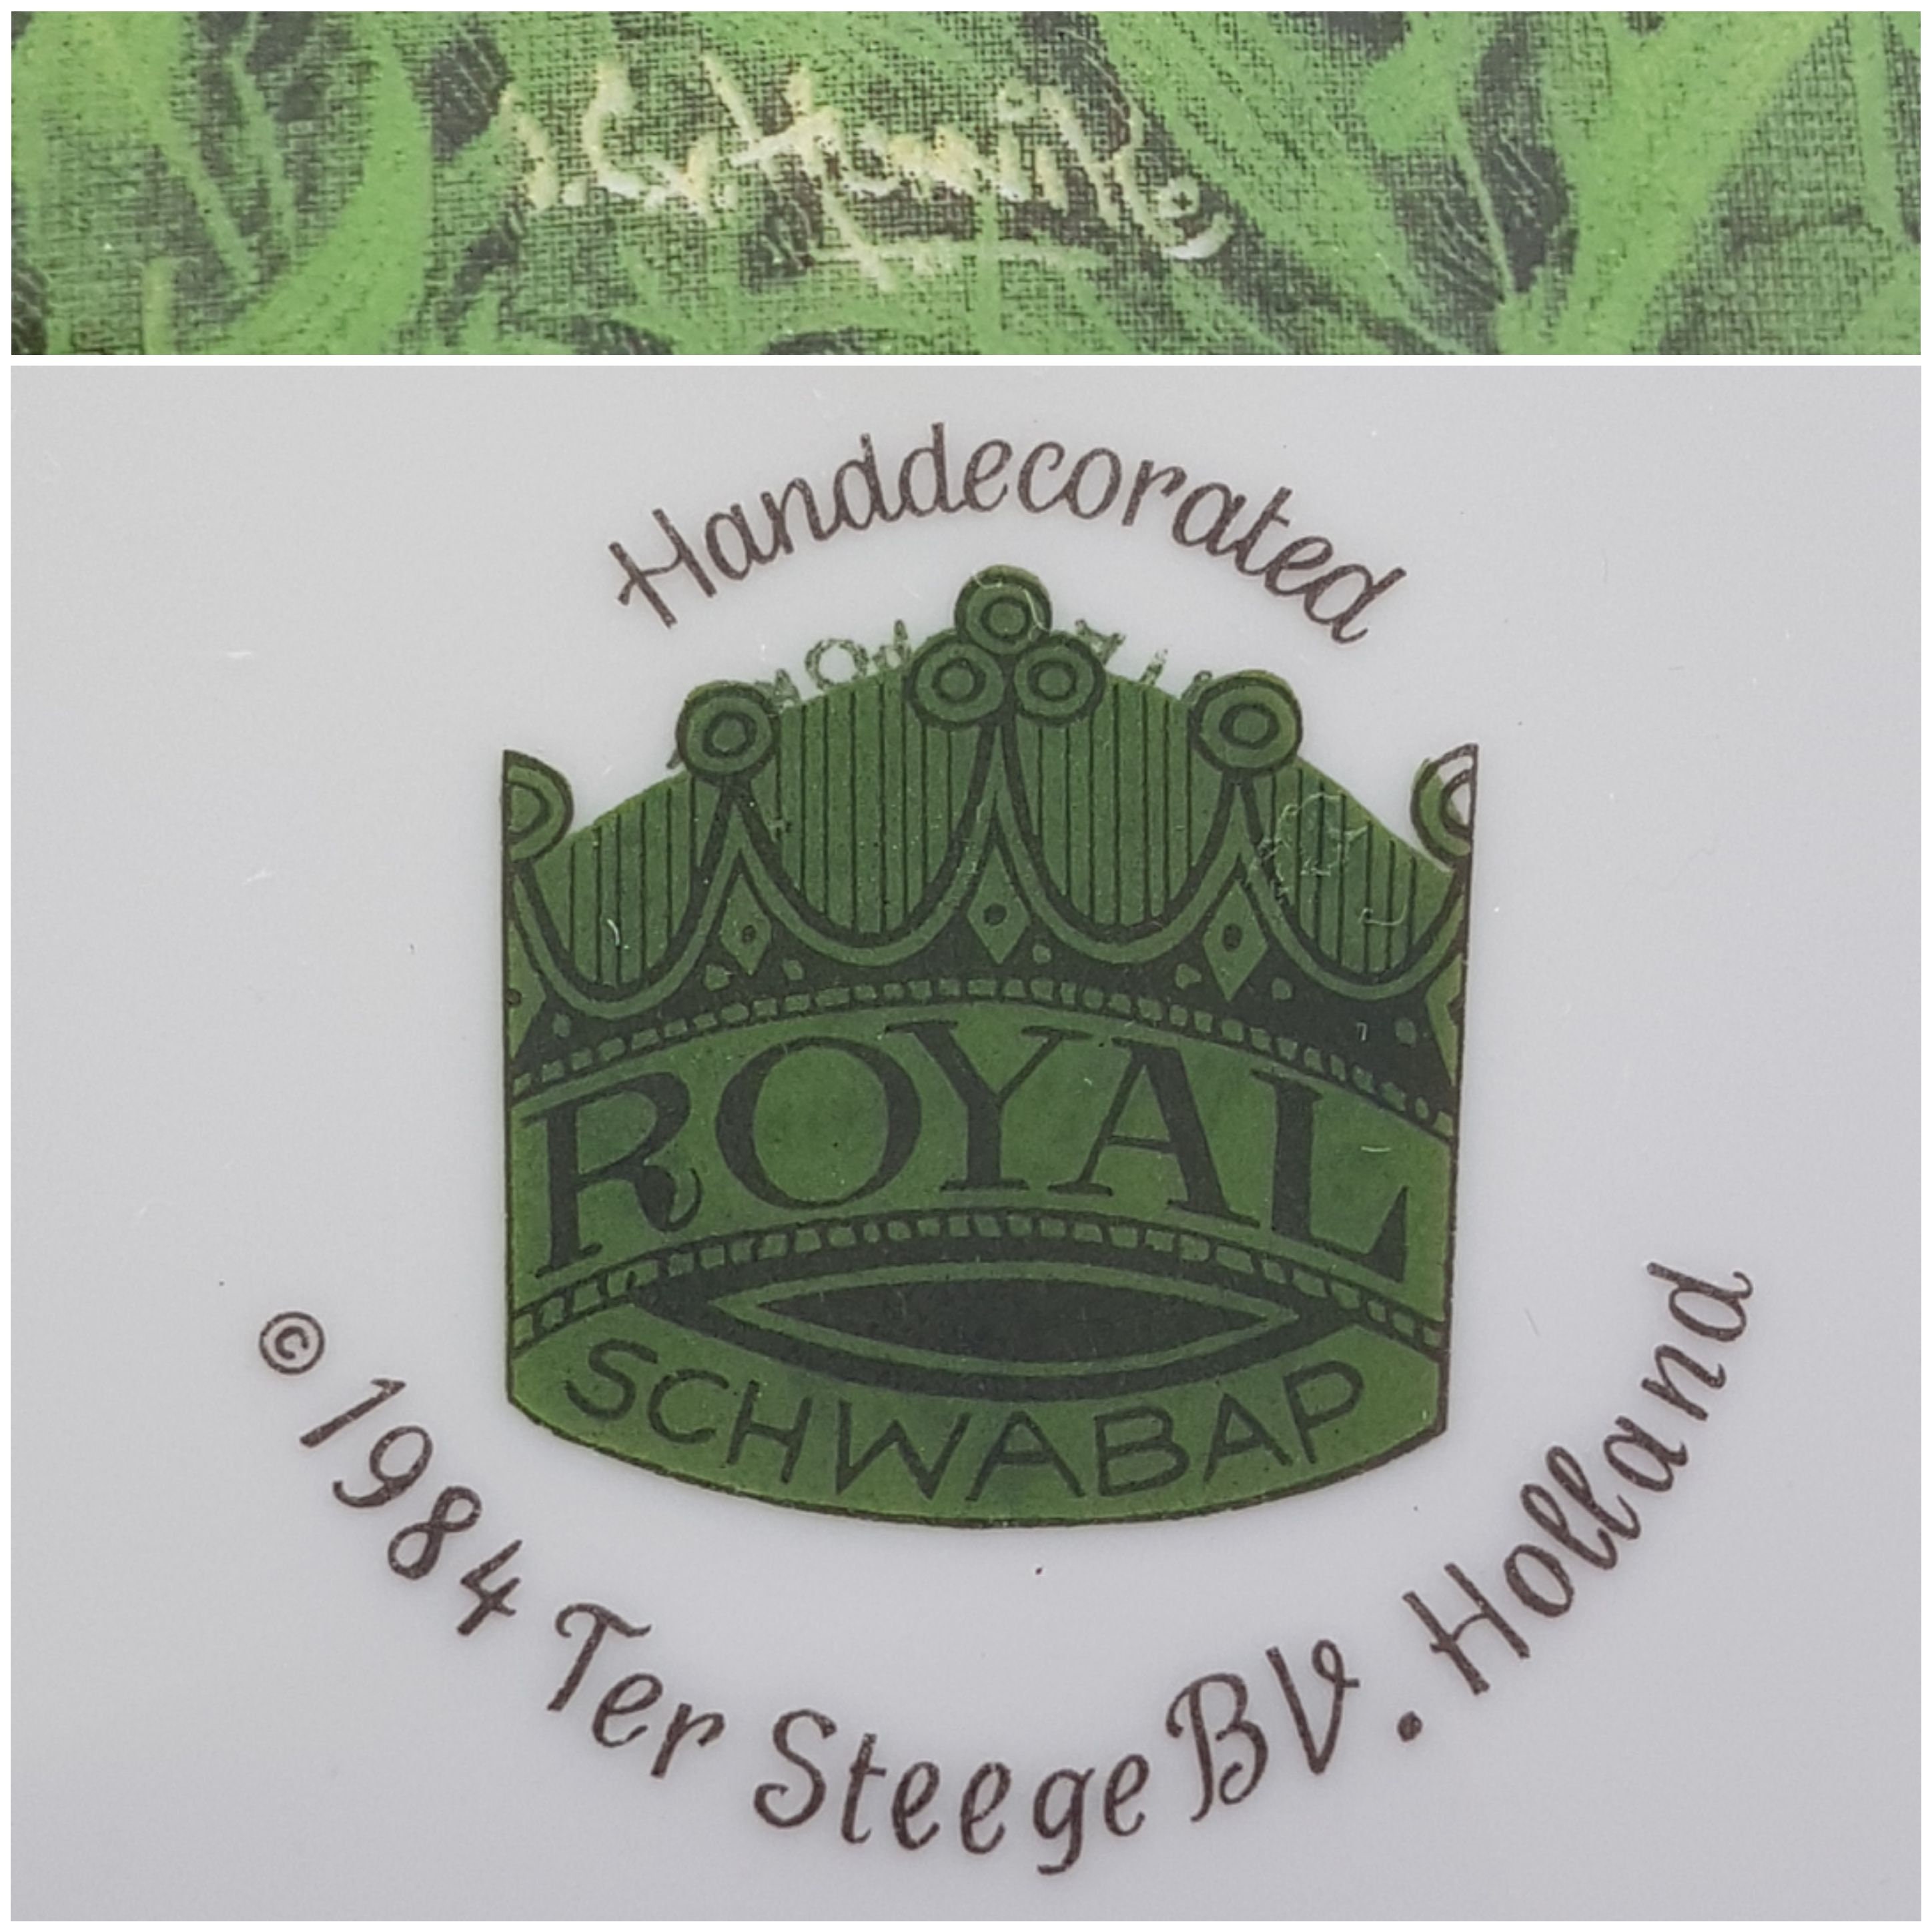 Handdecorated
ROYAL
SCHWABAP
© 1984 Ter Steege BV. Holland